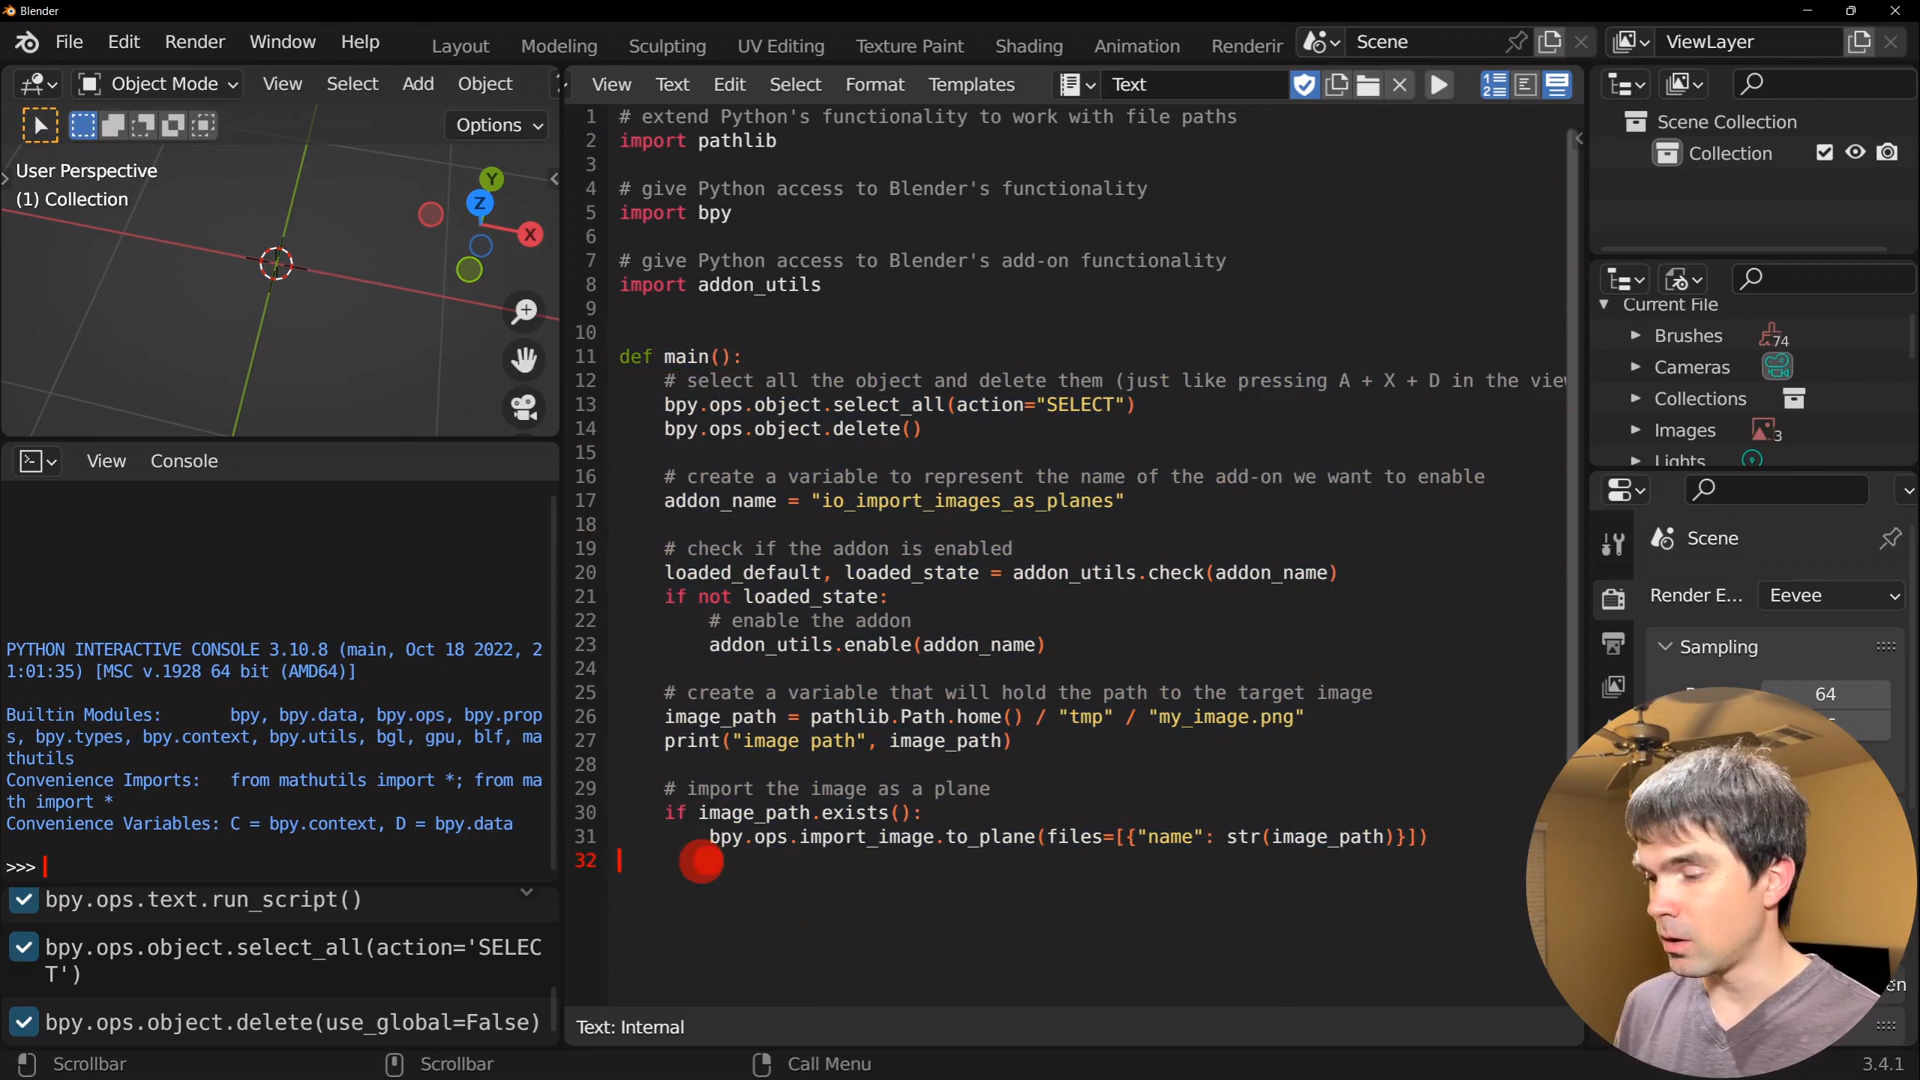 Blender
File Edit Render Window Help
Layout Modeling Sculpting UV Editing Texture Paint Shading Animation Renderir
Scene
ViewLayer
Object Mode View Select Add Object
Options
User Perspective
(1) Collection
Y
Z
X
View Console
PYTHON INTERACTIVE CONSOLE 3.10.8 (main, Oct 18 2022, 2
1:01:35) [MSC v.1928 64 bit (AMD64)]
Builtin Modules: bpy, bpy.data, bpy.ops, bpy.prop
s, bpy.types, bpy.context, bpy.utils, bgl, gpu, blf, ma
thutils
Convenience Imports: from mathutils import *; from ma
th import *
Convenience Variables: C = bpy.context, D = bpy.data
>>>
bpy.ops.text.run_script()
bpy.ops.object.select_all(action='SELEC
T')
bpy.ops.object.delete(use_global=False)
View Text Edit Select Format Templates Text
1 # extend Python's functionality to work with file paths
2 import pathlib
3
4 # give Python access to Blender's functionality
5 import bpy
6
7 # give Python access to Blender's add-on functionality
8 import addon_utils
9
10
11 def main():
12 # select all the object and delete them (just like pressing A + X + D in the vie
13 bpy.ops.object.select_all(action="SELECT")
14 bpy.ops.object.delete()
15
16 # create a variable to represent the name of the add-on we want to enable
17 addon_name = "io_import_images_as_planes"
18
19 # check if the addon is enabled
20 loaded_default, loaded_state = addon_utils.check(addon_name)
21 if not loaded_state:
22 # enable the addon
23 addon_utils.enable(addon_name)
24
25 # create a variable that will hold the path to the target image
26 image_path = pathlib.Path.home() / "tmp" / "my_image.png"
27 print("image path", image_path)
28
29 # import the image as a plane
30 if image_path.exists():
31 bpy.ops.import_image.to_plane(files=[{"name": str(image_path)}])
32
Text: Internal
Scene Collection
Collection
Current File
Brushes 74
Cameras
Collections
Images 3
Lights
Scene
Render E... Eevee
Sampling
64
Scrollbar
Scrollbar
Call Menu
3.4.1